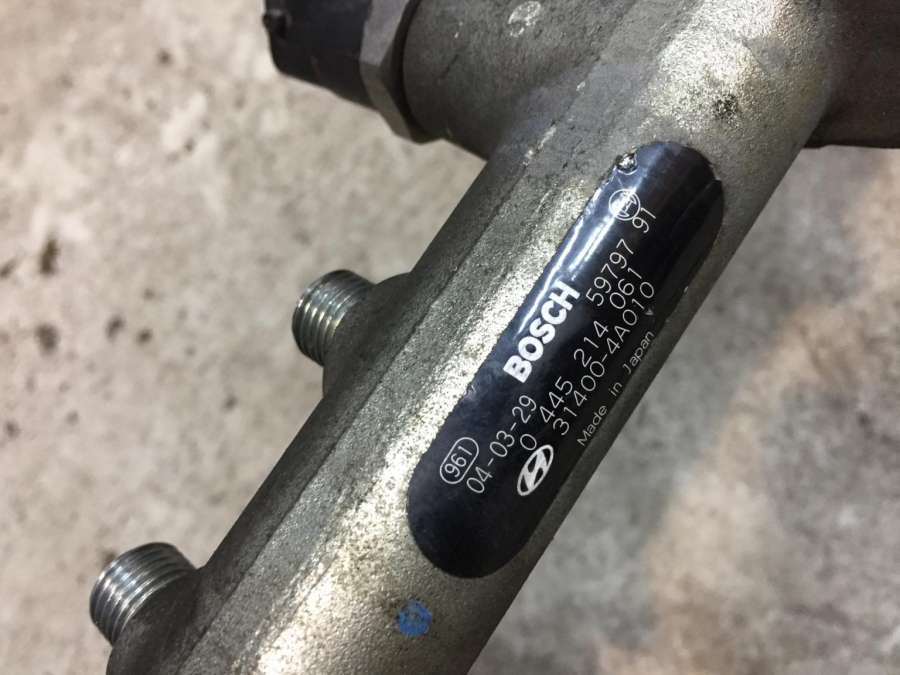 BOSCH
961
04-03-29 59797 91
0 445 214 061
31400-4A010
Made in Japan